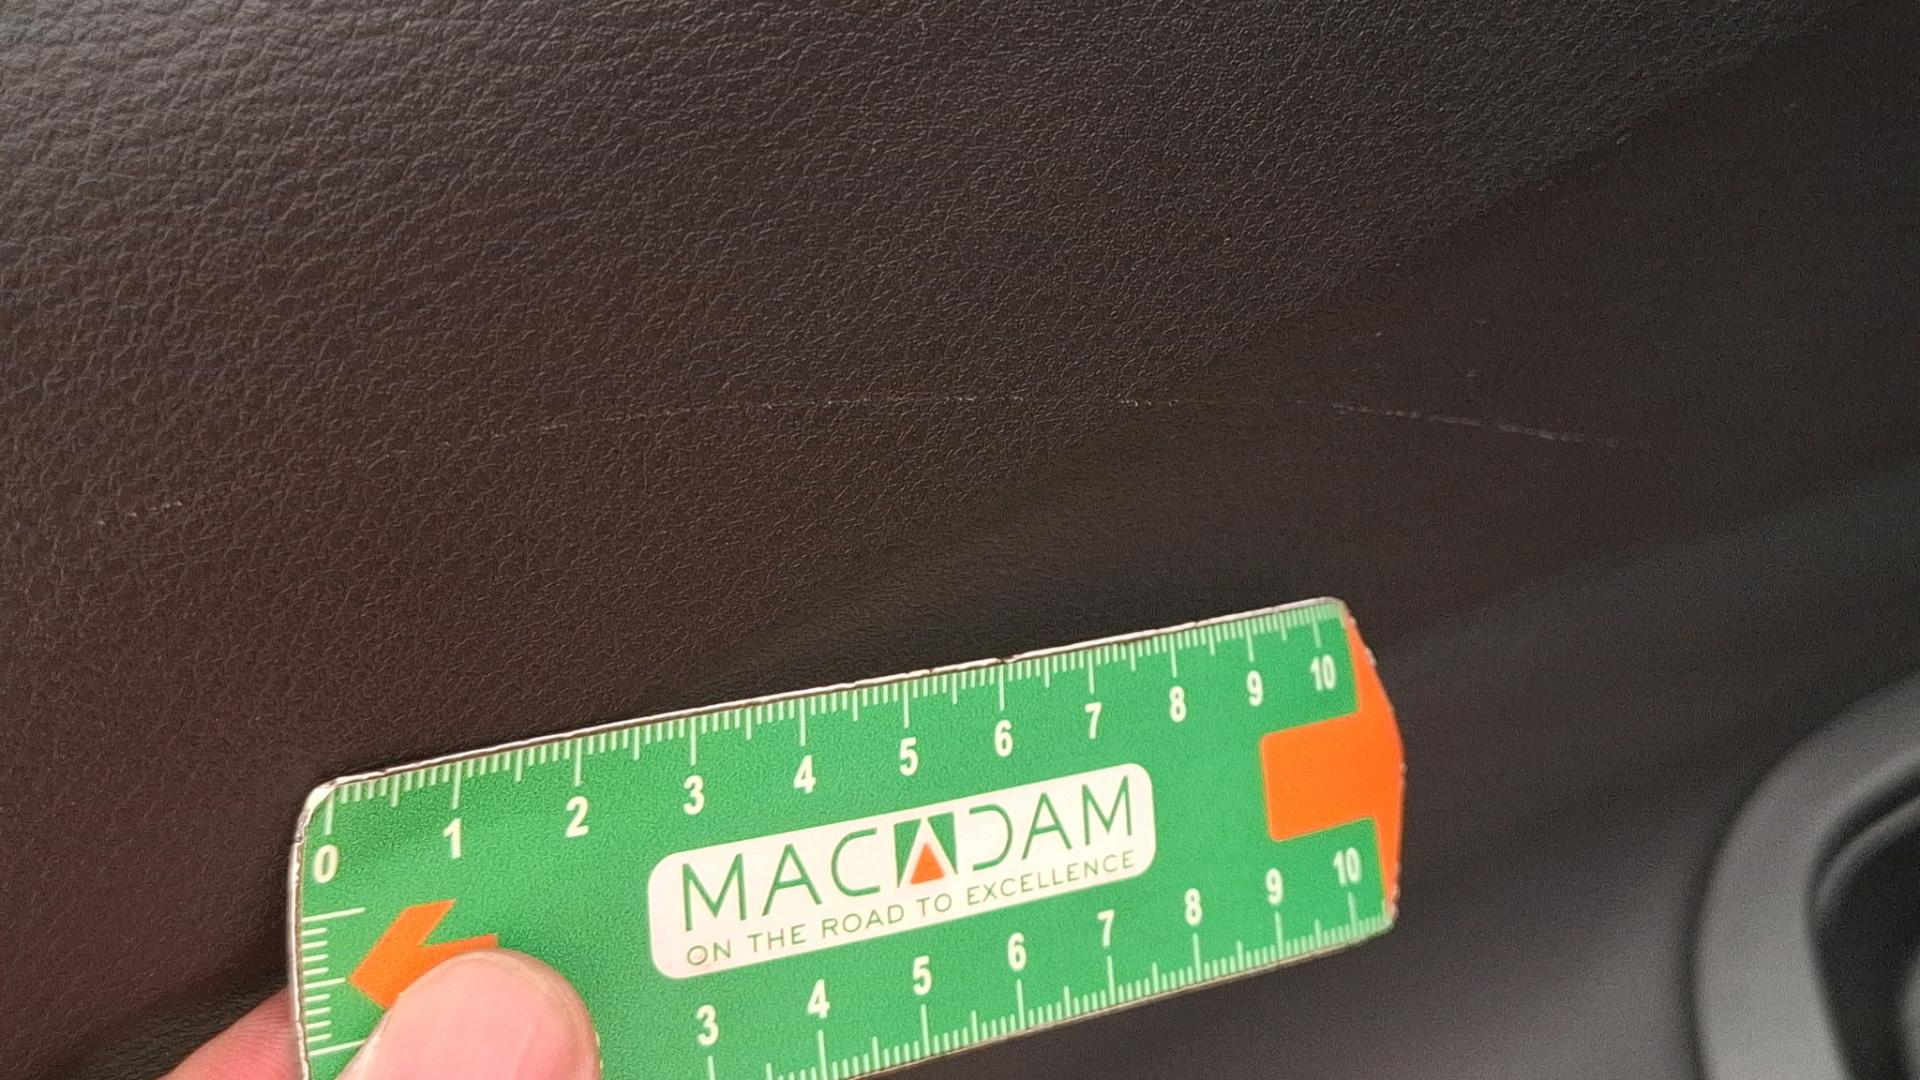 0 1 2 3 4 5 6 7 8 9 10
MACADAM
ON THE ROAD TO EXCELLENCE
3 4 5 6 7 8 9 10